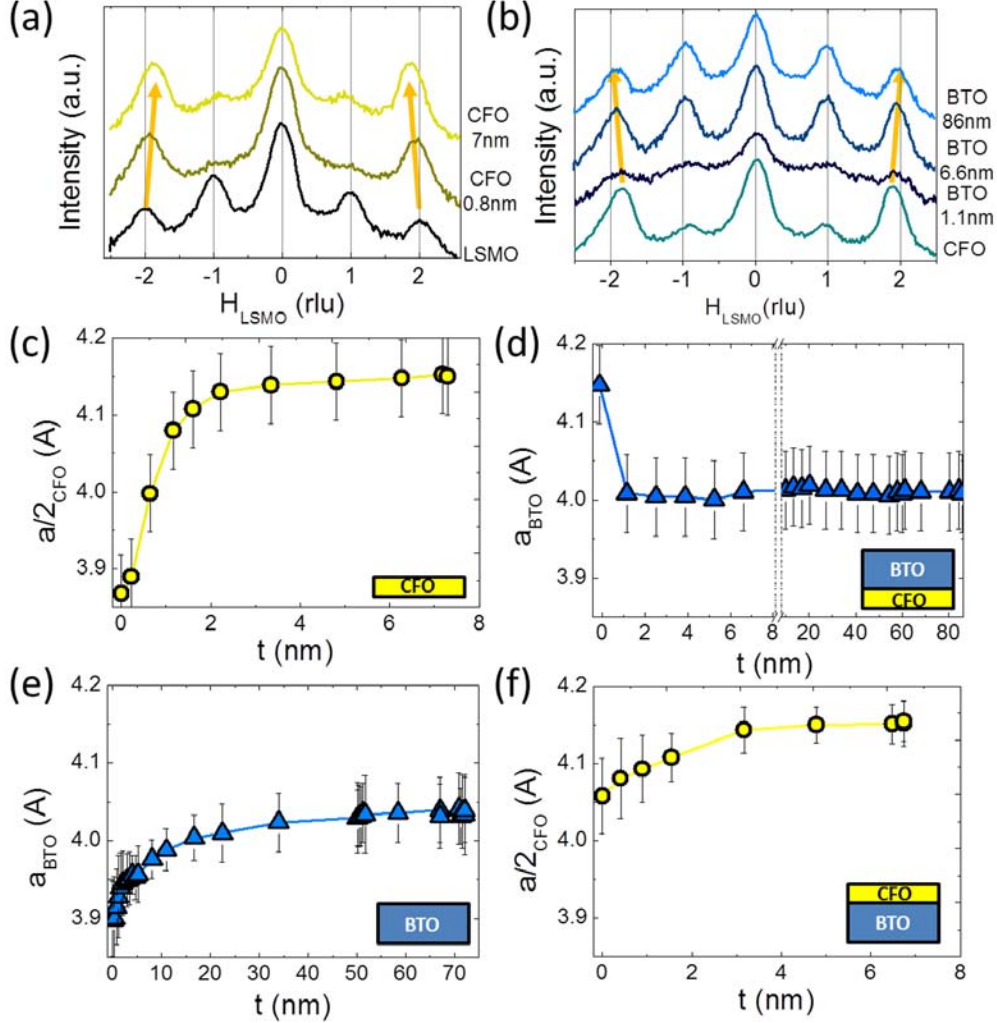 (a)
Intensity (a.u.)
CFO
7nm
CFO
0.8nm
LSMO
-2 -1 0 1 2
H_LSMO (rlu)
(b)
Intensity (a.u.)
BTO
86nm
BTO
6.6nm
BTO
1.1nm
CFO
-2 -1 0 1 2
H_LSMO (rlu)
(c)
4.2
4.1
4.0
3.9
a/2_CFO (A)
CFO
0 2 4 6 8
t (nm)
(d)
4.2
4.1
4.0
3.9
a_BTO (A)
BTO
CFO
0 2 4 6 8 20 40 60 80
t (nm)
(e)
4.2
4.1
4.0
3.9
a_BTO (A)
BTO
0 10 20 30 40 50 60 70
t (nm)
(f)
4.2
4.1
4.0
3.9
a/2_CFO (A)
CFO
BTO
0 2 4 6 8
t (nm)